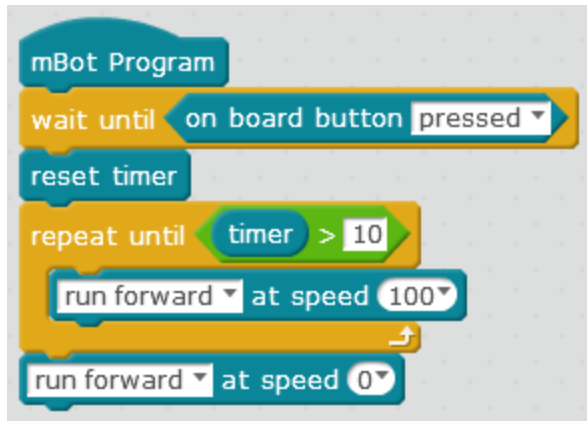 mBot Program
wait until on board button pressed
reset timer
repeat until timer > 10
run forward at speed 100
run forward at speed 0